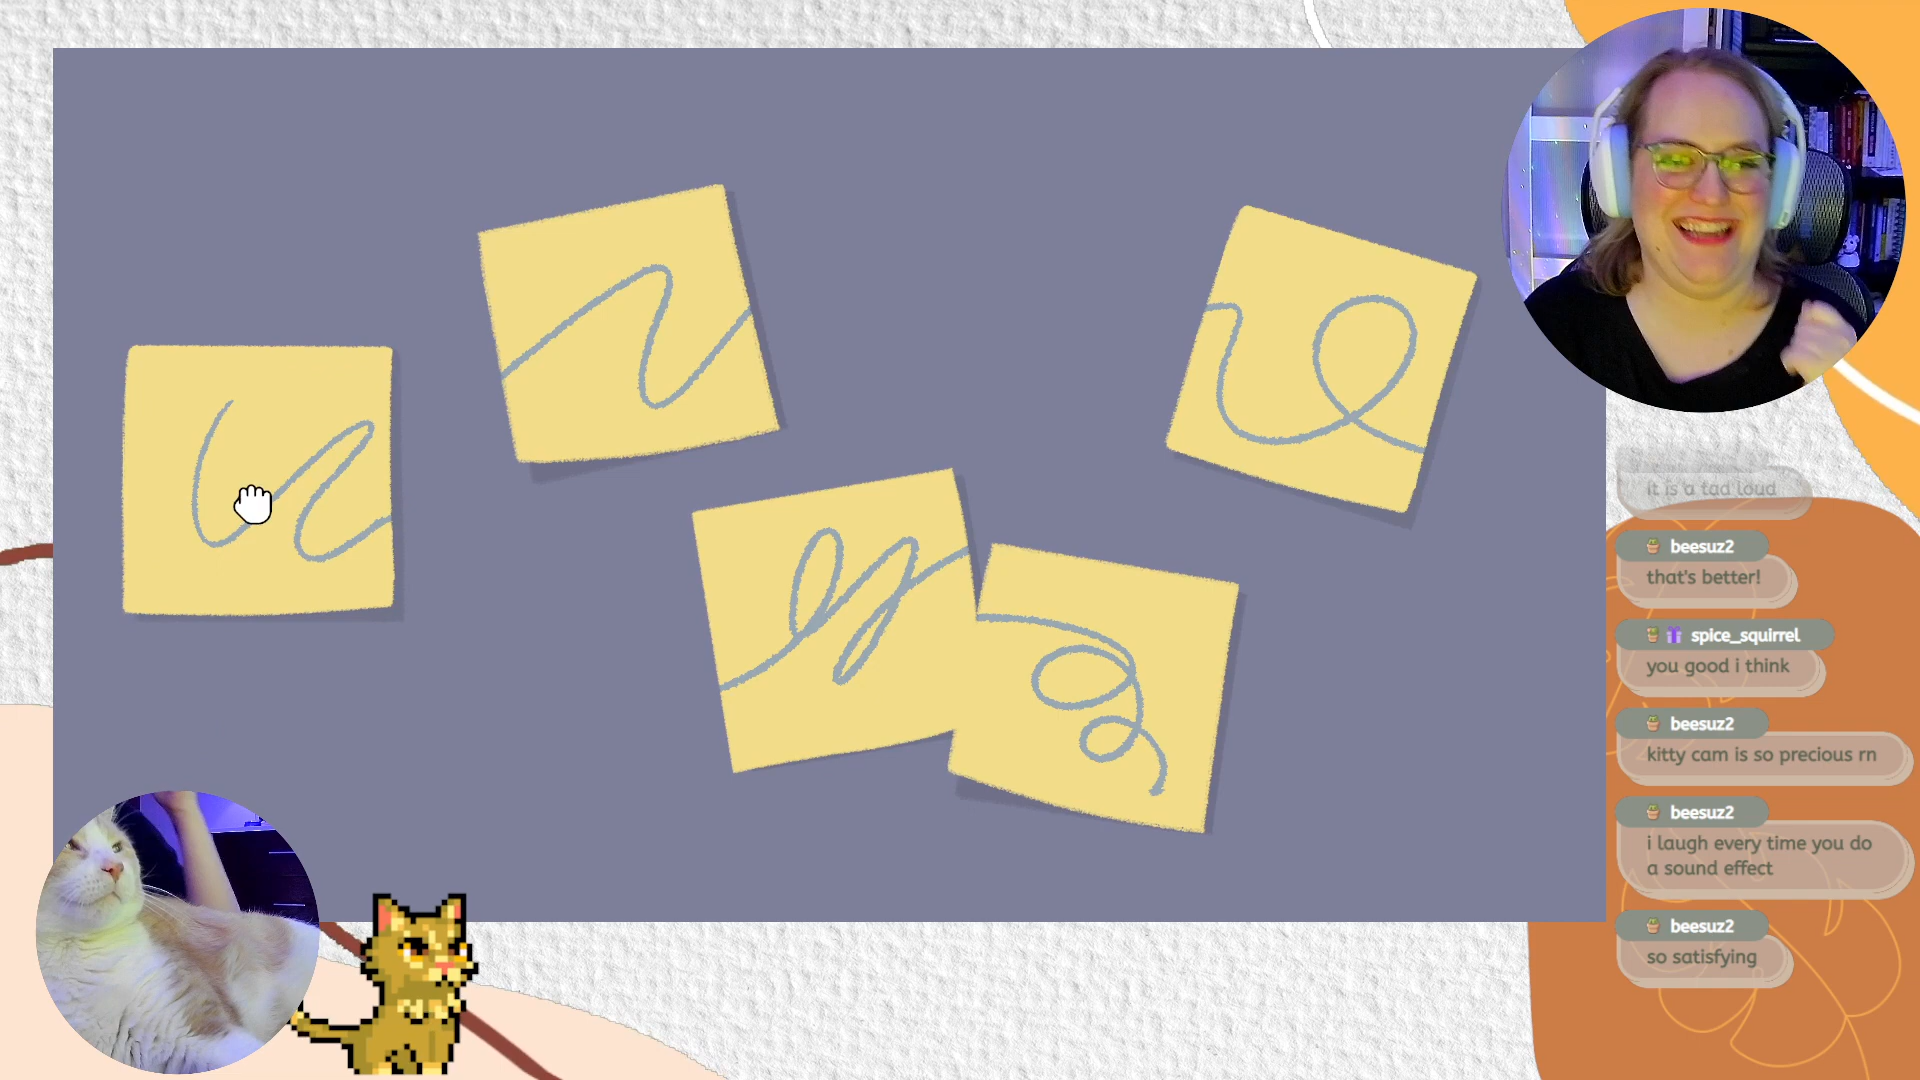 it is a tad loud
beesuz2
that's better!
spice_squirrel
you good i think
beesuz2
kitty cam is so precious rn
beesuz2
i laugh every time you do
a sound effect
beesuz2
so satisfying